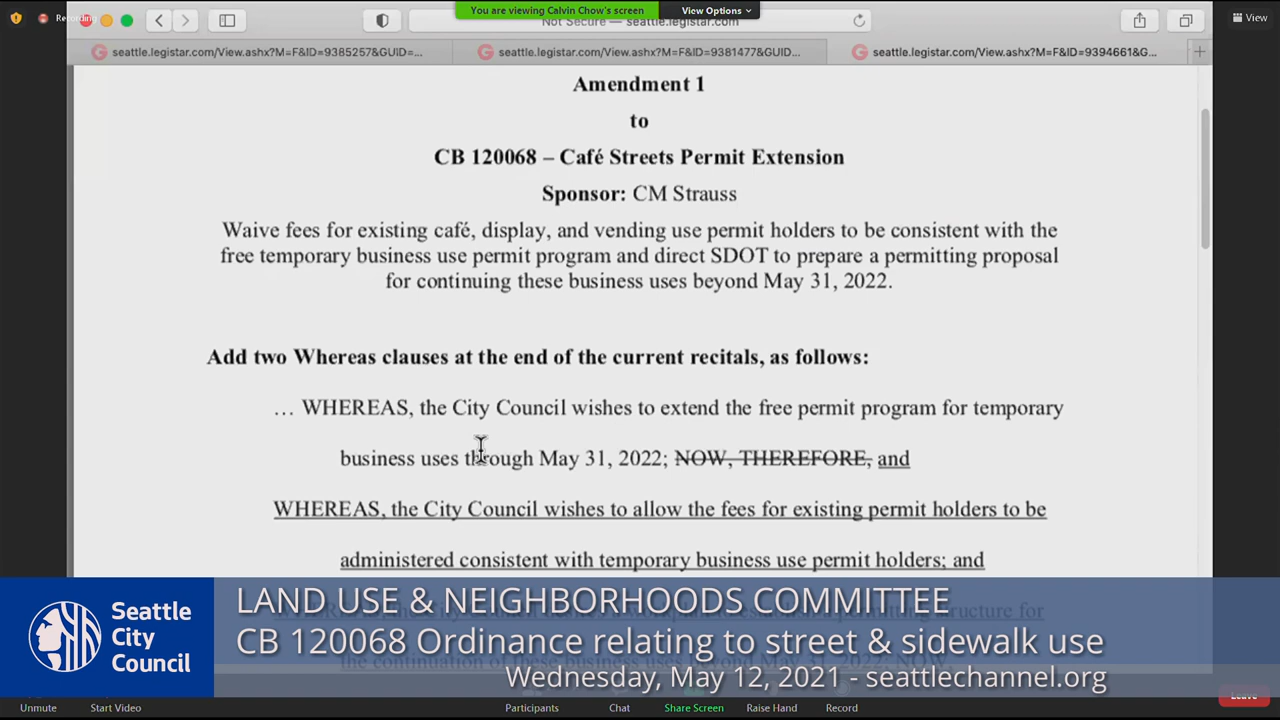 Recording
You are viewing Calvin Chow's screen
View Options
View
Not Secure — seattle.legistar.com
seattle.legistar.com/View.ashx?M=F&ID=9385257&GUID=...
seattle.legistar.com/View.ashx?M=F&ID=9381477&GUID...
seattle.legistar.com/View.ashx?M=F&ID=9394661&G...
Amendment 1
to
CB 120068 – Café Streets Permit Extension
Sponsor: CM Strauss
Waive fees for existing café, display, and vending use permit holders to be consistent with the
free temporary business use permit program and direct SDOT to prepare a permitting proposal
for continuing these business uses beyond May 31, 2022.
Add two Whereas clauses at the end of the current recitals, as follows:
… WHEREAS, the City Council wishes to extend the free permit program for temporary
business uses through May 31, 2022; NOW, THEREFORE, and
WHEREAS, the City Council wishes to allow the fees for existing permit holders to be
administered consistent with temporary business use permit holders; and
Seattle
City
Council
LAND USE & NEIGHBORHOODS COMMITTEE
CB 120068 Ordinance relating to street & sidewalk use
Wednesday, May 12, 2021 - seattlechannel.org
Unmute
Start Video
Participants
Chat
Share Screen
Raise Hand
Record
Leave